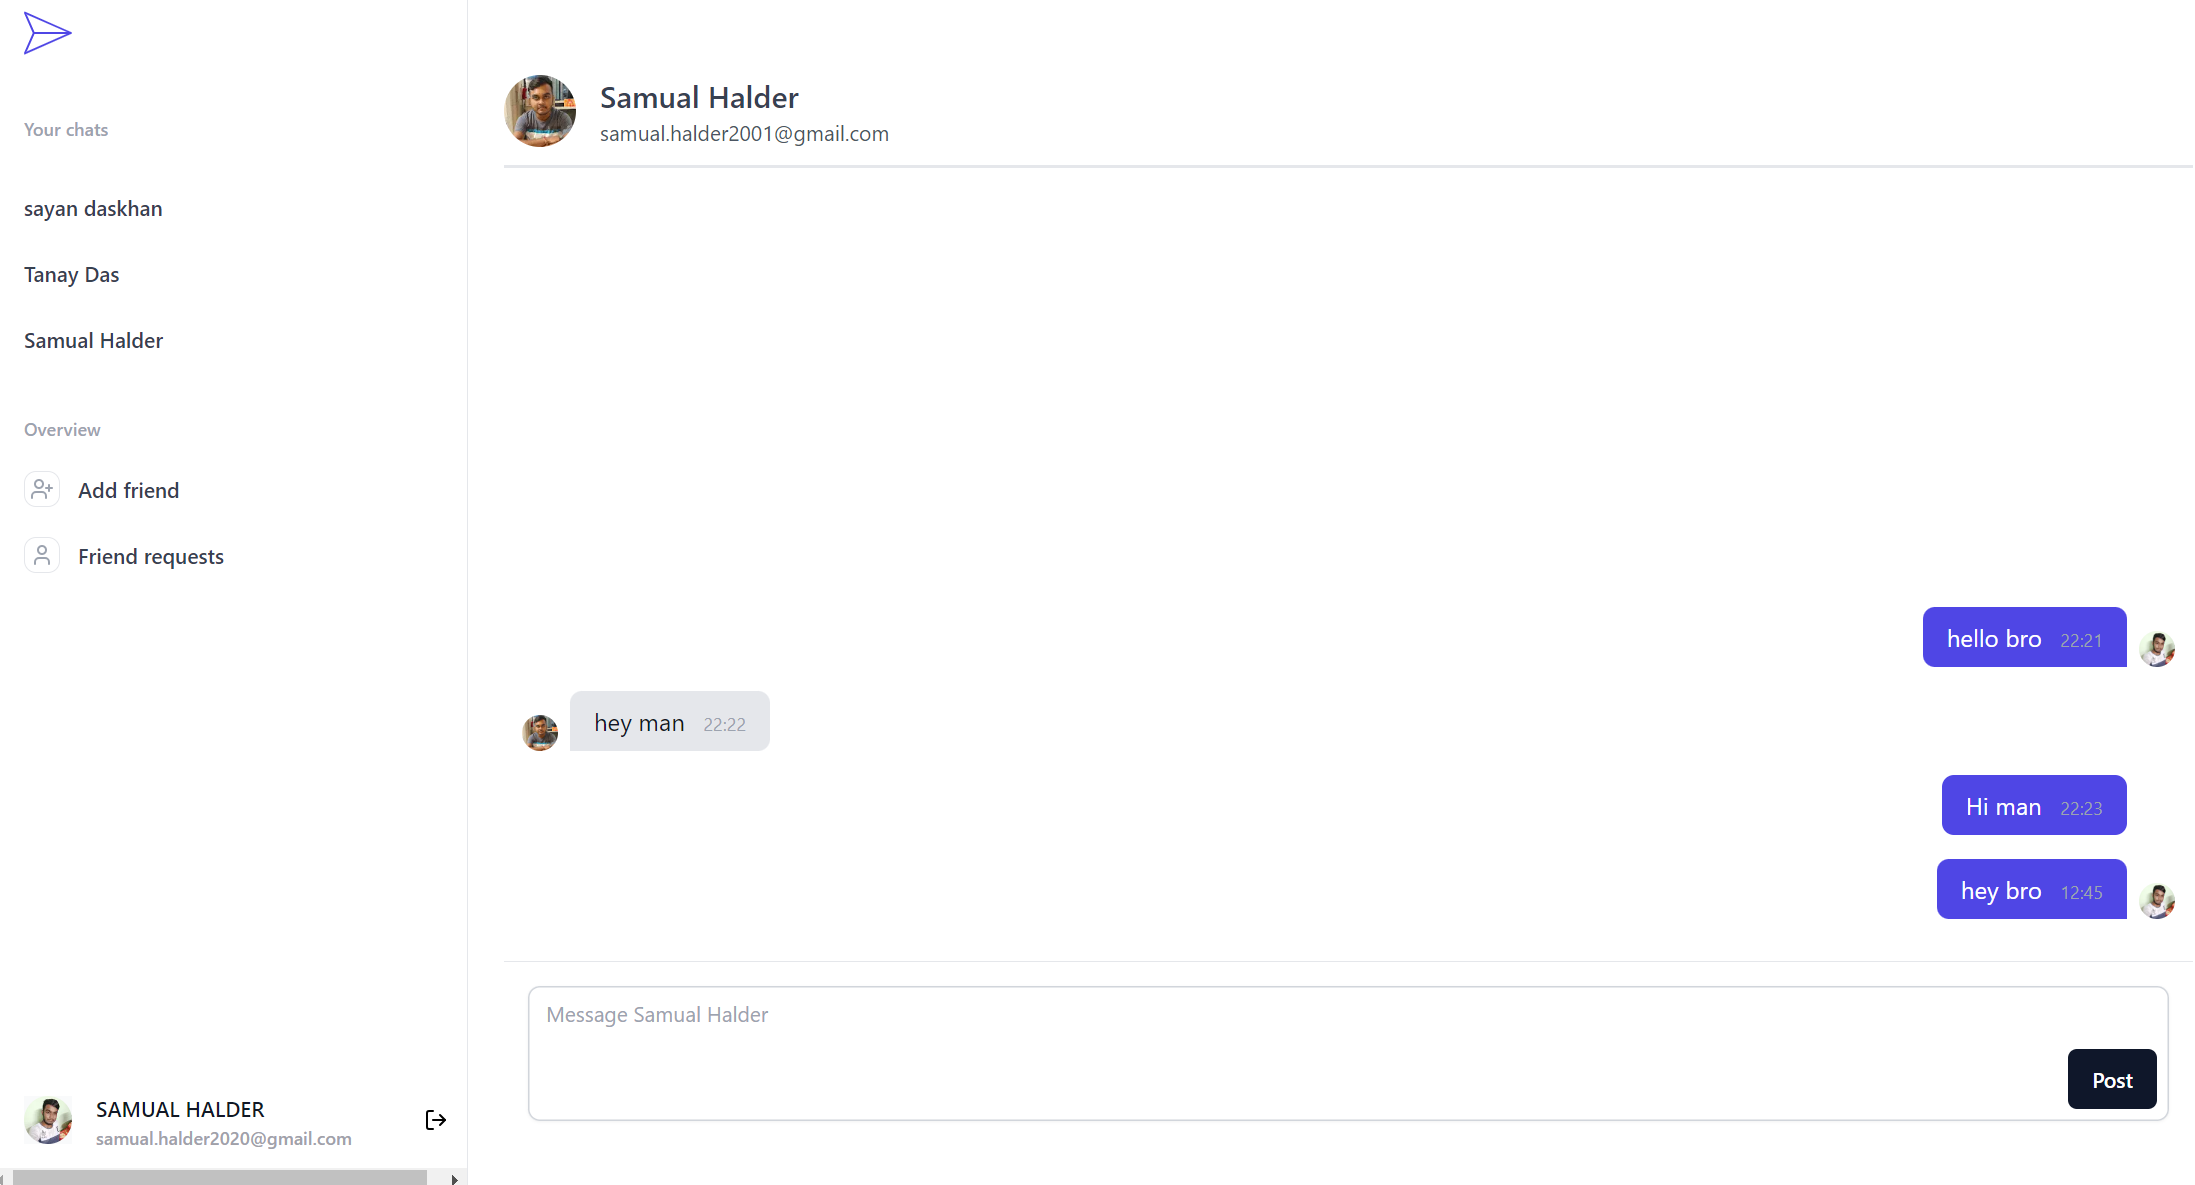 Your chats
sayan daskhan
Tanay Das
Samual Halder
Overview
Add friend
Friend requests
SAMUAL HALDER
samual.halder2020@gmail.com
Samual Halder
samual.halder2001@gmail.com
hello bro 22:21
hey man 22:22
Hi man 22:23
hey bro 12:45
Message Samual Halder
Post